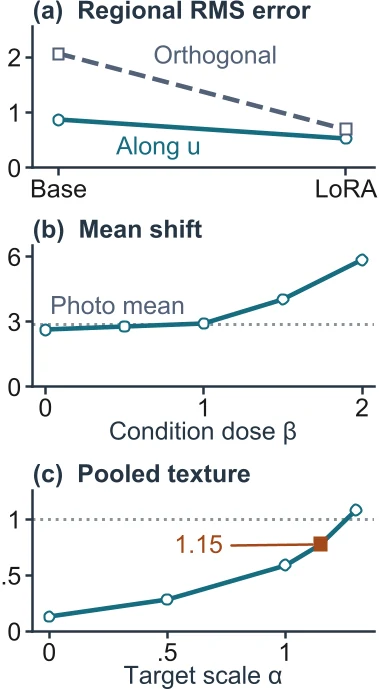 (a) Regional RMS error
2
Orthogonal
1
Along u
0
Base LoRA
(b) Mean shift
6
Photo mean
3
0
0 1 2
Condition dose β
(c) Pooled texture
1
1.15
.5
0
0 .5 1
Target scale α